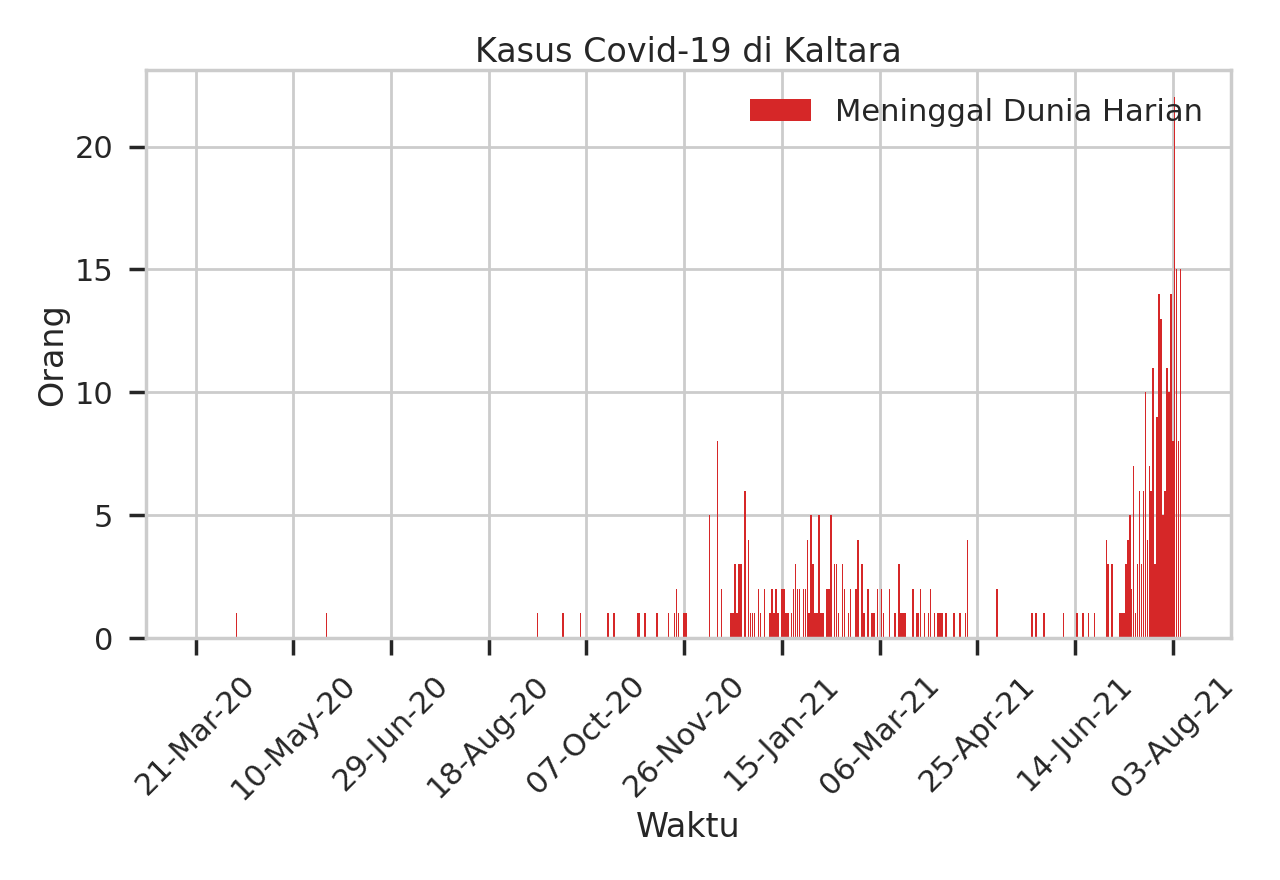 Kasus Covid-19 di Kaltara
Meninggal Dunia Harian
Orang
20
15
10
5
0
21-Mar-20
10-May-20
29-Jun-20
18-Aug-20
07-Oct-20
26-Nov-20
15-Jan-21
06-Mar-21
25-Apr-21
14-Jun-21
03-Aug-21
Waktu